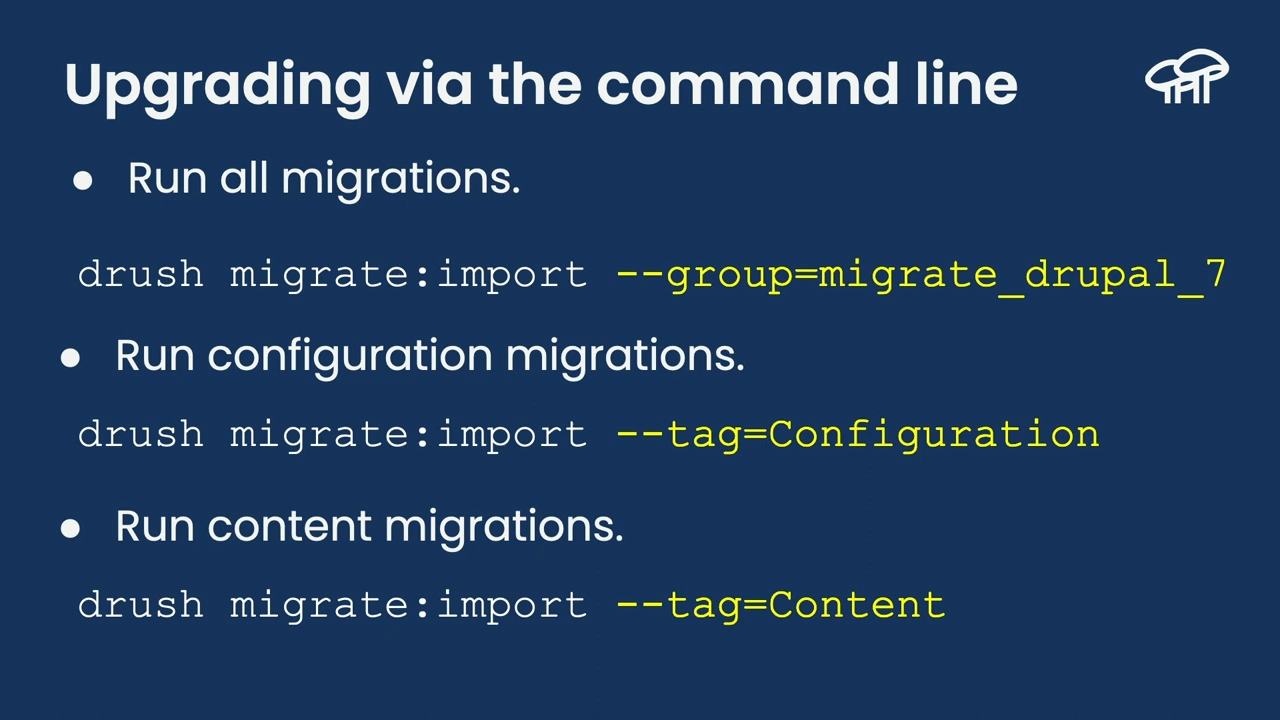 Upgrading via the command line
● Run all migrations.
drush migrate:import --group=migrate_drupal_7
● Run configuration migrations.
drush migrate:import --tag=Configuration
● Run content migrations.
drush migrate:import --tag=Content